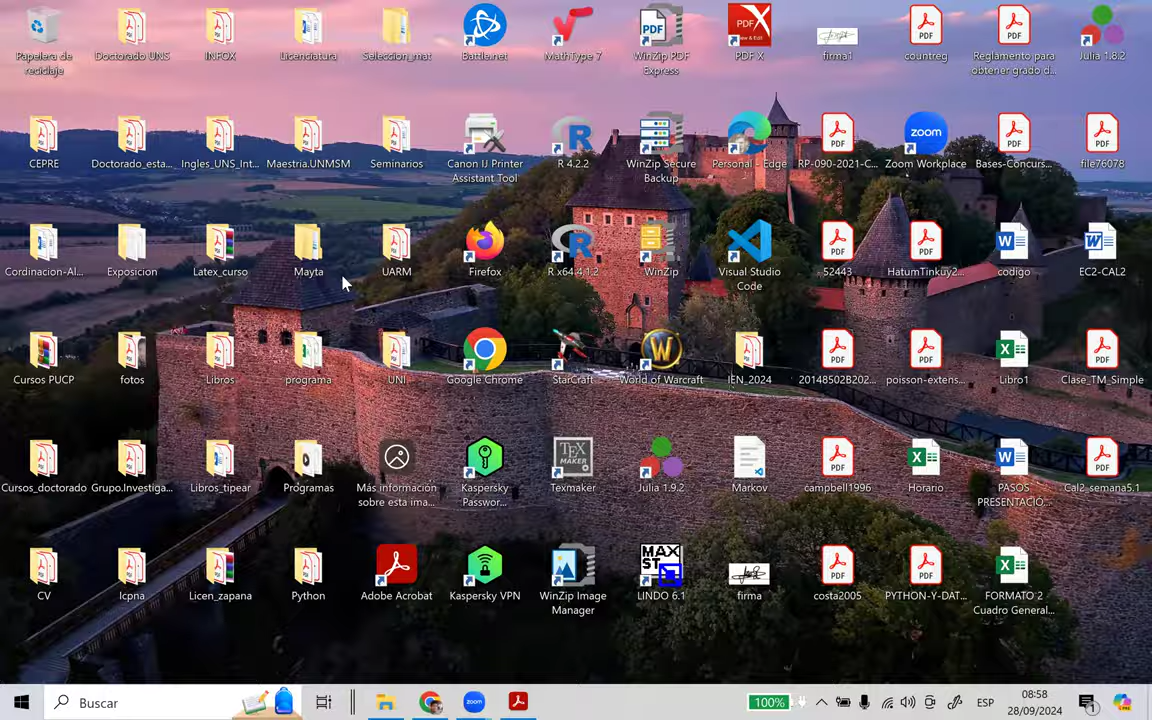 Papelera de
reciclaje
Doctorado UNS
INFOX
Licenciatura
Seleccion_mat
Battle.net
MathType 7
WinZip PDF
Express
PDF X
firma1
countreg
Reglamento para
obtener grado d...
Julia 1.8.2
CEPRE
Doctorado_esta...
Ingles_UNS_Int...
Maestria.UNMSM
Seminarios
Canon IJ Printer
Assistant Tool
R 4.2.2
WinZip Secure
Backup
Personal - Edge
RP-090-2021-C...
Zoom Workplace
Bases-Concurs...
file76078
Cordinacion-Al...
Exposicion
Latex_curso
Mayta
UARM
Firefox
R x64 4.1.2
WinZip
Visual Studio
Code
52443
HatumTinkuy2...
codigo
EC2-CAL2
Cursos PUCP
fotos
Libros
programa
UNI
Google Chrome
StarCraft
World of Warcraft
IEN_2024
20148502B202...
poisson-extens...
Libro1
Clase_TM_Simple
Cursos_doctorado
Grupo.Investiga...
Libros_tipear
Programas
Más información
sobre esta ima...
Kaspersky
Passwor...
Texmaker
Julia 1.9.2
Markov
campbell1996
Horario
PASOS
PRESENTACIÓ...
Cal2_semana5.1
CV
Icpna
Licen_zapana
Python
Adobe Acrobat
Kaspersky VPN
WinZip Image
Manager
LINDO 6.1
firma
costa2005
PYTHON-Y-DAT...
FORMATO 2 -
Cuadro General...
Buscar
zoom
100%
ESP
08:58
28/09/2024
1